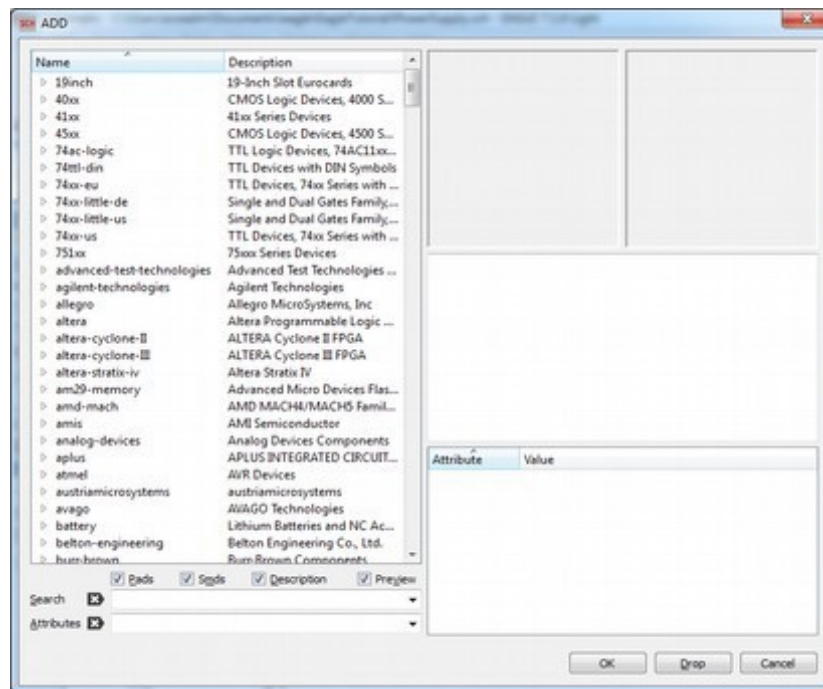 ADD
Name Description
19inch 19-Inch Slot Eurocards
40xx CMOS Logic Devices, 4000 S...
41xx 41xx Series Devices
45xx CMOS Logic Devices, 4500 S...
74ac-logic TTL Logic Devices, 74AC11xx...
74ttl-din TTL Devices with DIN Symbols
74xx-eu TTL Devices, 74xx Series with ...
74xx-little-de Single and Dual Gates Family,...
74xx-little-us Single and Dual Gates Family,...
74xx-us TTL Devices, 74xx Series with ...
751xx 75xxx Series Devices
advanced-test-technologies Advanced Test Technologies ...
agilent-technologies Agilent Technologies
allegro Allegro MicroSystems, Inc
altera Altera Programmable Logic ...
altera-cyclone-II ALTERA Cyclone II FPGA
altera-cyclone-III ALTERA Cyclone III FPGA
altera-stratix-iv Altera Stratix IV
am29-memory Advanced Micro Devices Flas...
amd-mach AMD MACH4/MACH5 Famil...
amis AMI Semiconductor
analog-devices Analog Devices Components
aplus APLUS INTEGRATED CIRCUIT...
atmel AVR Devices
austriamicrosystems austriamicrosystems
avago AVAGO Technologies
battery Lithium Batteries and NC Ac...
belton-engineering Belton Engineering Co., Ltd.
burr-brown Burr-Brown Components
Pads Smds Description Preview
Search
Attributes
Attribute Value
OK Drop Cancel